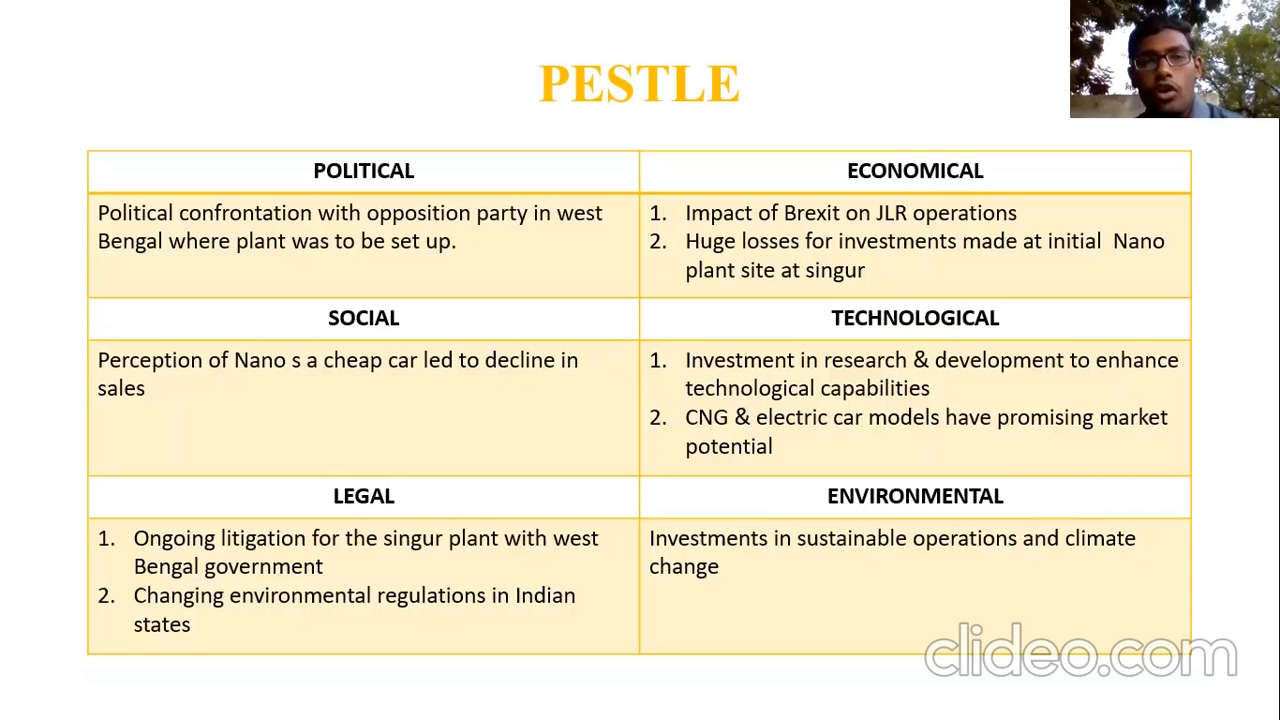 PESTLE
POLITICAL
Political confrontation with opposition party in west
Bengal where plant was to be set up.
ECONOMICAL
1. Impact of Brexit on JLR operations
2. Huge losses for investments made at initial Nano
plant site at singur
SOCIAL
Perception of Nano s a cheap car led to decline in
sales
TECHNOLOGICAL
1. Investment in research & development to enhance
technological capabilities
2. CNG & electric car models have promising market
potential
LEGAL
1. Ongoing litigation for the singur plant with west
Bengal government
2. Changing environmental regulations in Indian
states
ENVIRONMENTAL
Investments in sustainable operations and climate
change
clideo.com